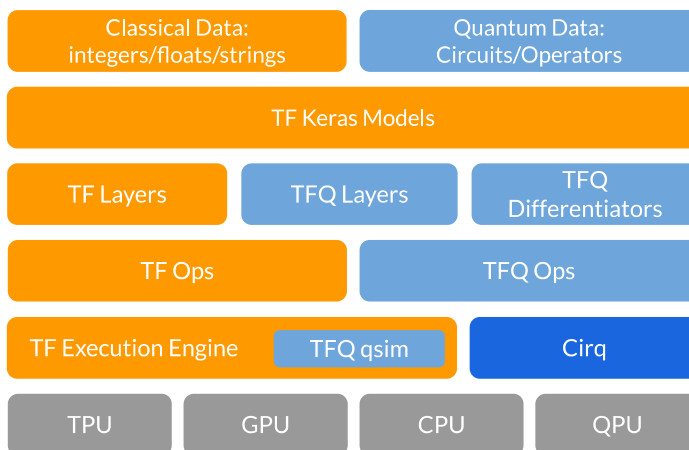 Classical Data:
integers/floats/strings
Quantum Data:
Circuits/Operators
TF Keras Models
TF Layers
TFQ Layers
TFQ
Differentiators
TF Ops
TFQ Ops
TF Execution Engine
TFQ qsim
Cirq
TPU
GPU
CPU
QPU